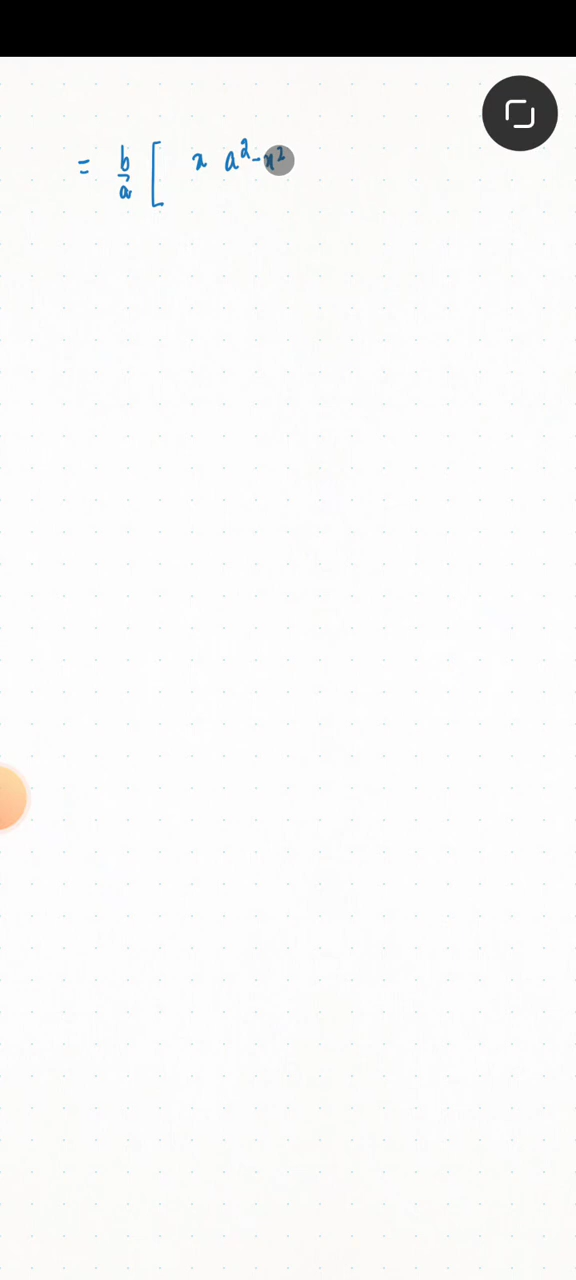 = b/a [ x a² - x²